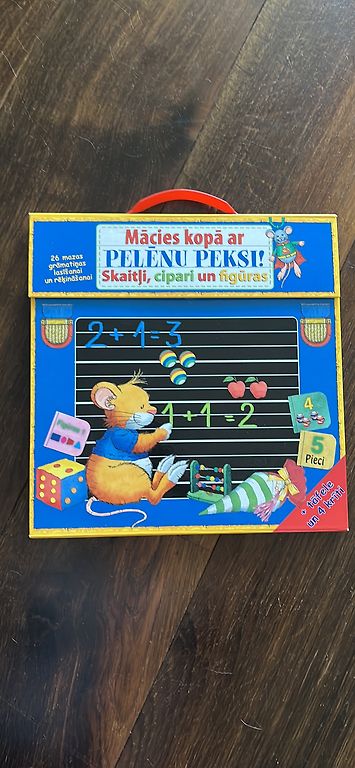 Mācies kopā ar
PELĒNU PEKSI!
Skaitļi, cipari un figūras
26 mazas
grāmatiņas
lasīšanai
un rēķināšanai
2+1=3
1+1=2
4
5
Pieci
+ tāfele
un 4 krīti